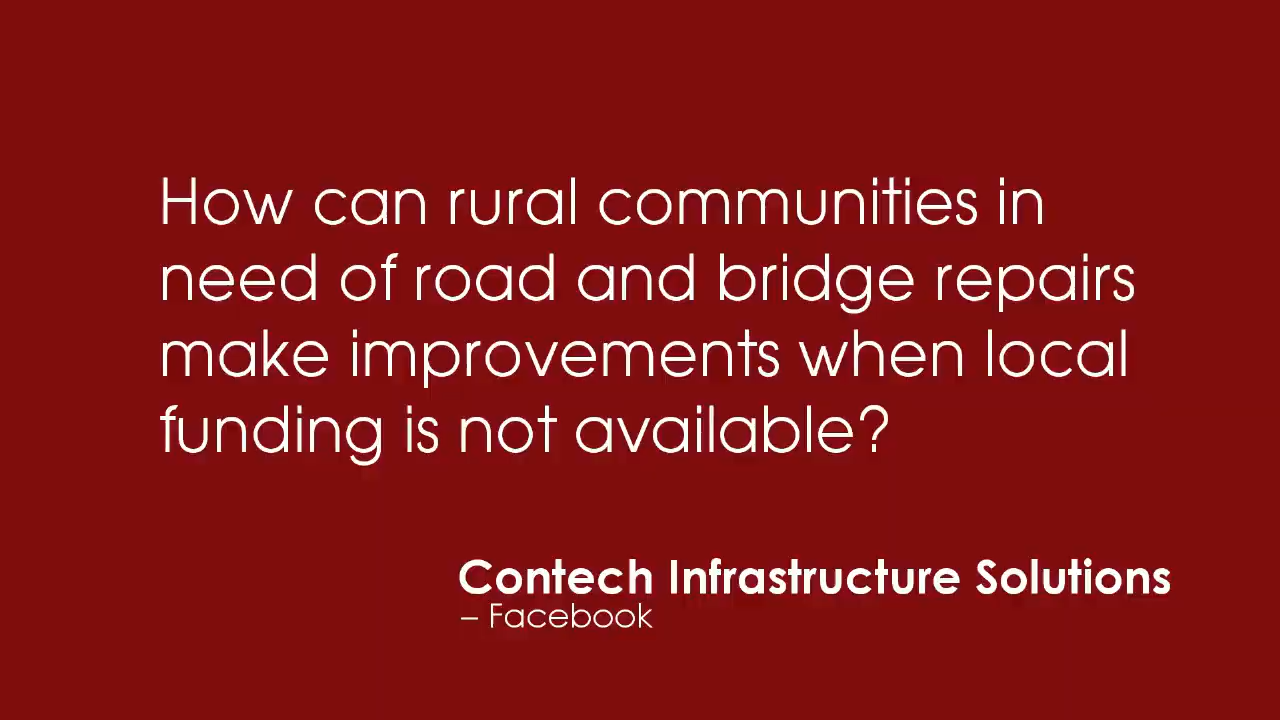 How can rural communities in
need of road and bridge repairs
make improvements when local
funding is not available?
Contech Infrastructure Solutions
– Facebook